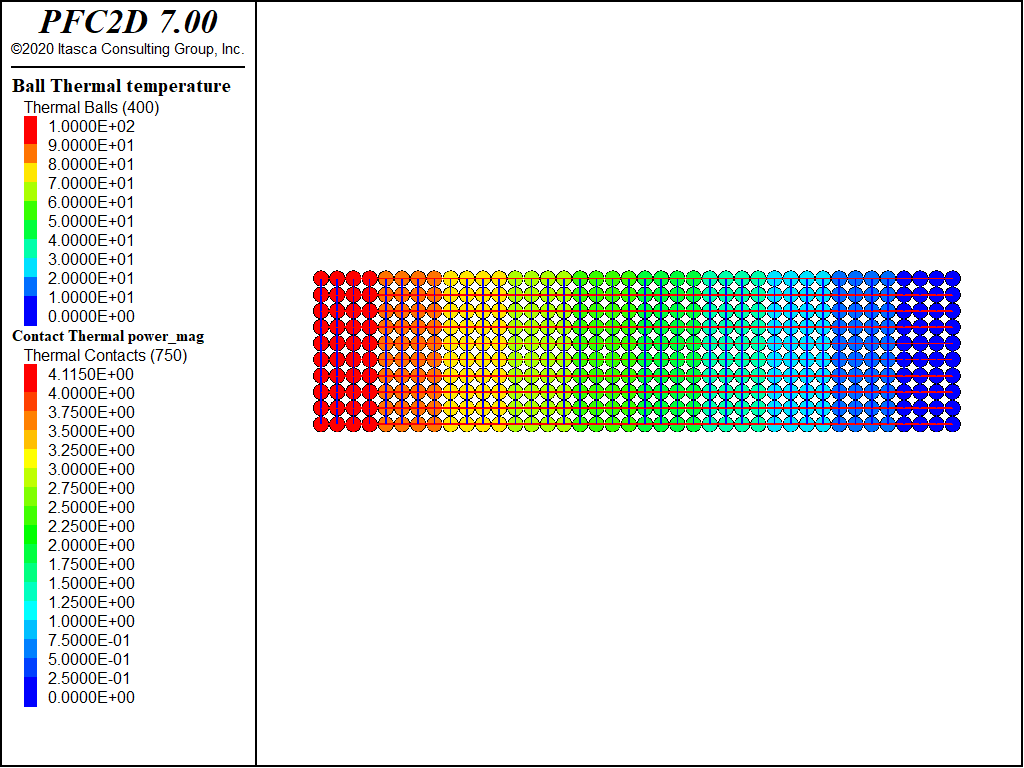 PFC2D 7.00
©2020 Itasca Consulting Group, Inc.
Ball Thermal temperature
Thermal Balls (400)
1.0000E+02
9.0000E+01
8.0000E+01
7.0000E+01
6.0000E+01
5.0000E+01
4.0000E+01
3.0000E+01
2.0000E+01
1.0000E+01
0.0000E+00
Contact Thermal power_mag
Thermal Contacts (750)
4.1150E+00
4.0000E+00
3.7500E+00
3.5000E+00
3.2500E+00
3.0000E+00
2.7500E+00
2.5000E+00
2.2500E+00
2.0000E+00
1.7500E+00
1.5000E+00
1.2500E+00
1.0000E+00
7.5000E-01
5.0000E-01
2.5000E-01
0.0000E+00